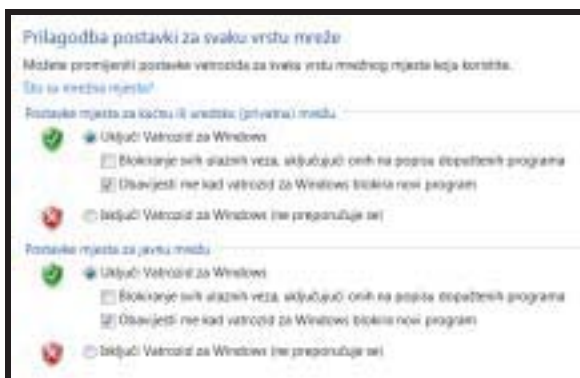 Prilagodba postavki za svaku vrstu mreže
Možete promijeniti postavke vatrozida za svaku vrstu mrežnog mjesta koja koristite.
Što su mrežna mjesta?
Postavke mjesta za kućnu ili uredsku (privatnu) mrežu
Uključi Vatrozid za Windows
Blokiranje svih ulaznih veza, uključujući onih na popisu dopuštenih programa
Obavijesti me kad vatrozid za Windows blokira novi program
Isključi Vatrozid za Windows (ne preporučuje se)
Postavke mjesta za javnu mrežu
Uključi Vatrozid za Windows
Blokiranje svih ulaznih veza, uključujući onih na popisu dopuštenih programa
Obavijesti me kad vatrozid za Windows blokira novi program
Isključi Vatrozid za Windows (ne preporučuje se)